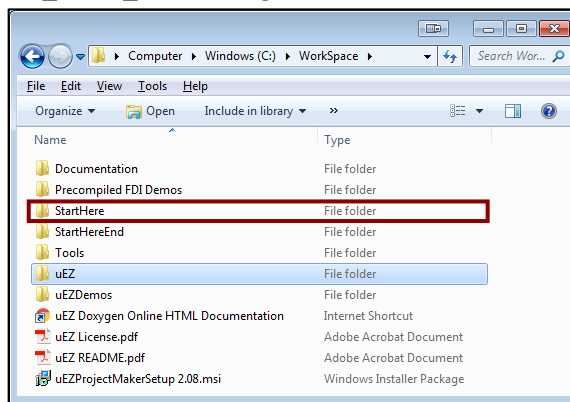 Computer Windows (C:) WorkSpace Search Wor...
File Edit View Tools Help
Organize Open Include in library »
Name Type
Documentation File folder
Precompiled FDI Demos File folder
StartHere File folder
StartHereEnd File folder
Tools File folder
uEZ File folder
uEZDemos File folder
uEZ Doxygen Online HTML Documentation Internet Shortcut
uEZ License.pdf Adobe Acrobat Document
uEZ README.pdf Adobe Acrobat Document
uEZProjectMakerSetup 2.08.msi Windows Installer Package